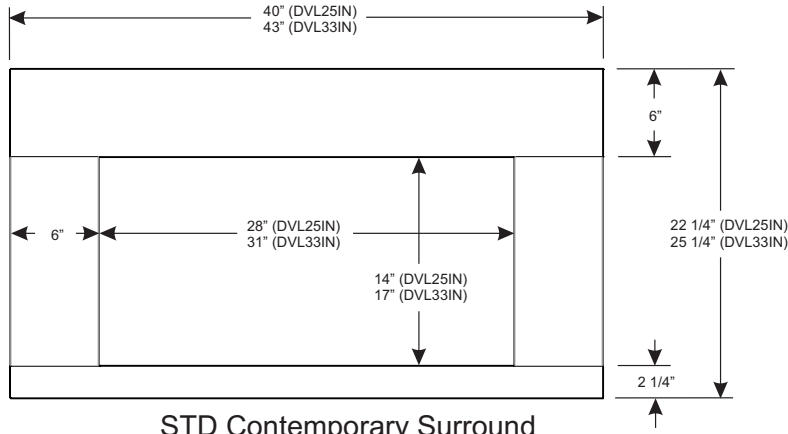 40” (DVL25IN)
43” (DVL33IN)
6”
6”
28” (DVL25IN)
31” (DVL33IN)
22 1/4” (DVL25IN)
25 1/4” (DVL33IN)
14” (DVL25IN)
17” (DVL33IN)
2 1/4”
STD Contemporary Surround